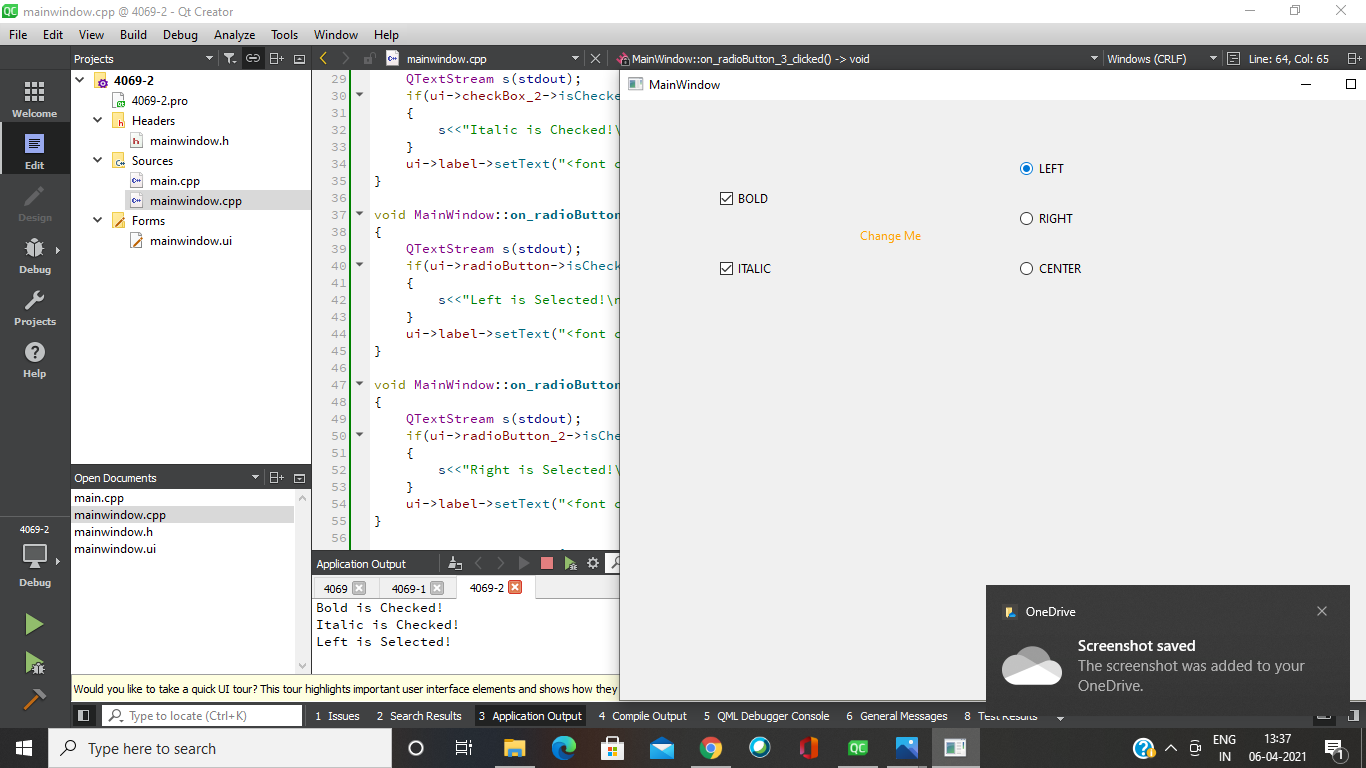 mainwindow.cpp @ 4069-2 - Qt Creator
File Edit View Build Debug Analyze Tools Window Help
Projects
mainwindow.cpp
MainWindow::on_radioButton_3_clicked() -> void
Windows (CRLF)
Line: 64, Col: 65
Welcome
Edit
Design
Debug
Projects
Help
4069-2
Debug
4069-2
4069-2.pro
Headers
mainwindow.h
Sources
main.cpp
mainwindow.cpp
Forms
mainwindow.ui
Open Documents
main.cpp
mainwindow.cpp
mainwindow.h
mainwindow.ui
29 QTextStream s(stdout);
30 if(ui->checkBox_2->isChecke
31 {
32 s<<"Italic is Checked!\
33 }
34 ui->label->setText("<font c
35 }
36
37 void MainWindow::on_radioButton
38 {
39 QTextStream s(stdout);
40 if(ui->radioButton->isCheck
41 {
42 s<<"Left is Selected!\n
43 }
44 ui->label->setText("<font c
45 }
46
47 void MainWindow::on_radioButton
48 {
49 QTextStream s(stdout);
50 if(ui->radioButton_2->isChe
51 {
52 s<<"Right is Selected!\
53 }
54 ui->label->setText("<font c
55 }
56
Application Output
4069 4069-1 4069-2
Bold is Checked!
Italic is Checked!
Left is Selected!
Would you like to take a quick UI tour? This tour highlights important user interface elements and shows how they
MainWindow
BOLD
ITALIC
Change Me
LEFT
RIGHT
CENTER
OneDrive
Screenshot saved
The screenshot was added to your
OneDrive.
Type to locate (Ctrl+K)
1 Issues 2 Search Results 3 Application Output 4 Compile Output 5 QML Debugger Console 6 General Messages 8 Test Results
Type here to search
ENG
IN
13:37
06-04-2021
1